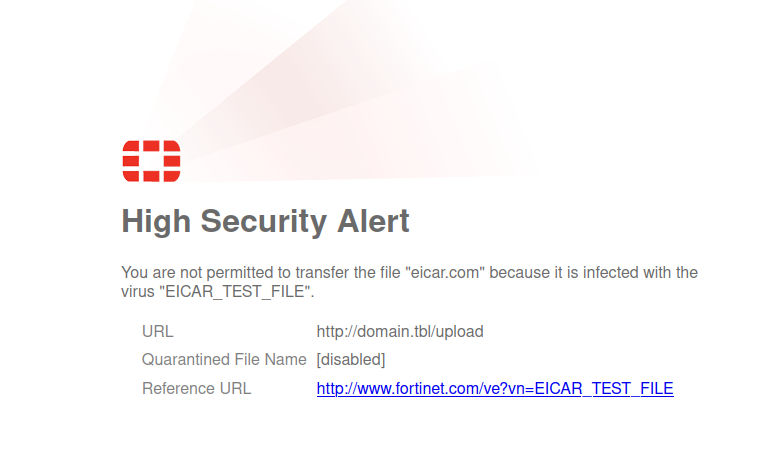 High Security Alert
You are not permitted to transfer the file "eicar.com" because it is infected with the
virus "EICAR_TEST_FILE".
URL http://domain.tbl/upload
Quarantined File Name [disabled]
Reference URL http://www.fortinet.com/ve?vn=EICAR_TEST_FILE